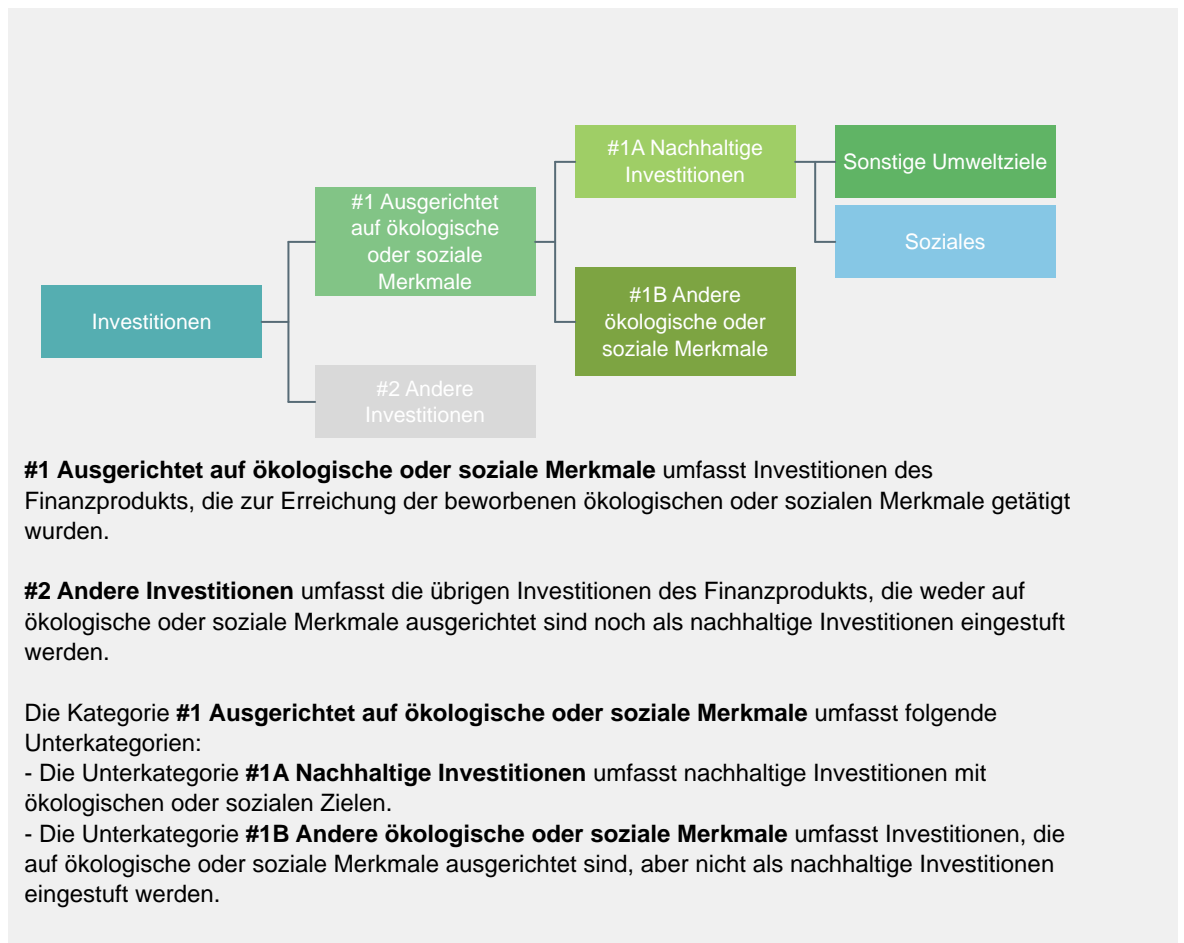 #1A Nachhaltige
Investitionen
Sonstige Umweltziele
#1 Ausgerichtet
auf ökologische
oder soziale
Merkmale
Soziales
Investitionen
#1B Andere
ökologische oder
soziale Merkmale
#2 Andere
Investitionen
#1 Ausgerichtet auf ökologische oder soziale Merkmale umfasst Investitionen des
Finanzprodukts, die zur Erreichung der beworbenen ökologischen oder sozialen Merkmale getätigt
wurden.
#2 Andere Investitionen umfasst die übrigen Investitionen des Finanzprodukts, die weder auf
ökologische oder soziale Merkmale ausgerichtet sind noch als nachhaltige Investitionen eingestuft
werden.
Die Kategorie #1 Ausgerichtet auf ökologische oder soziale Merkmale umfasst folgende
Unterkategorien:
- Die Unterkategorie #1A Nachhaltige Investitionen umfasst nachhaltige Investitionen mit
ökologischen oder sozialen Zielen.
- Die Unterkategorie #1B Andere ökologische oder soziale Merkmale umfasst Investitionen, die
auf ökologische oder soziale Merkmale ausgerichtet sind, aber nicht als nachhaltige Investitionen
eingestuft werden.